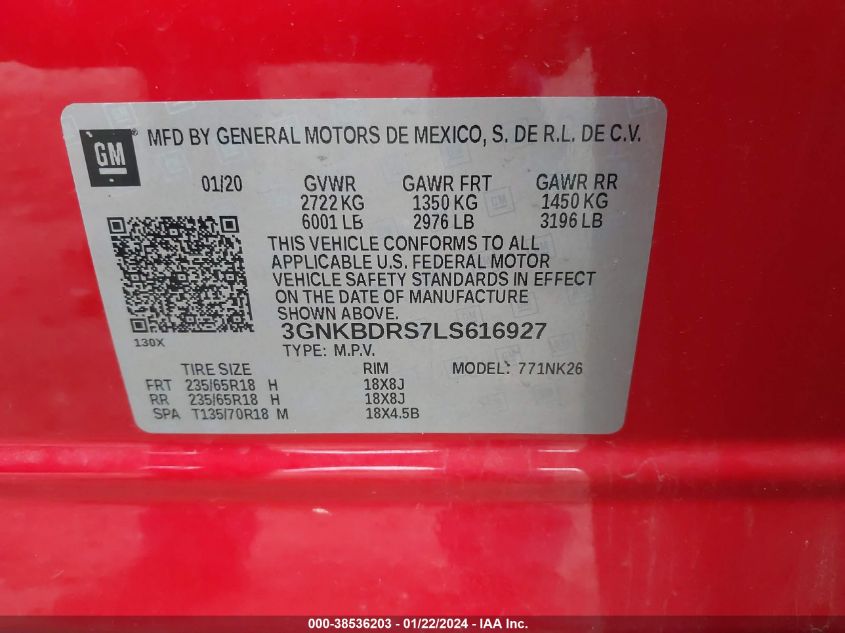 GM ®
MFD BY GENERAL MOTORS DE MEXICO, S. DE R.L. DE C.V.
01/20 GVWR GAWR FRT GAWR RR
2722 KG 1350 KG 1450 KG
6001 LB 2976 LB 3196 LB
THIS VEHICLE CONFORMS TO ALL
APPLICABLE U.S. FEDERAL MOTOR
VEHICLE SAFETY STANDARDS IN EFFECT
ON THE DATE OF MANUFACTURE
SHOWN ABOVE.
3GNKBDRS7LS616927
130X
TYPE: M.P.V.
TIRE SIZE RIM MODEL: 771NK26
FRT 235/65R18 H 18X8J
RR 235/65R18 H 18X8J
SPA T135/70R18 M 18X4.5B
000-38536203 - 01/22/2024 - IAA Inc.